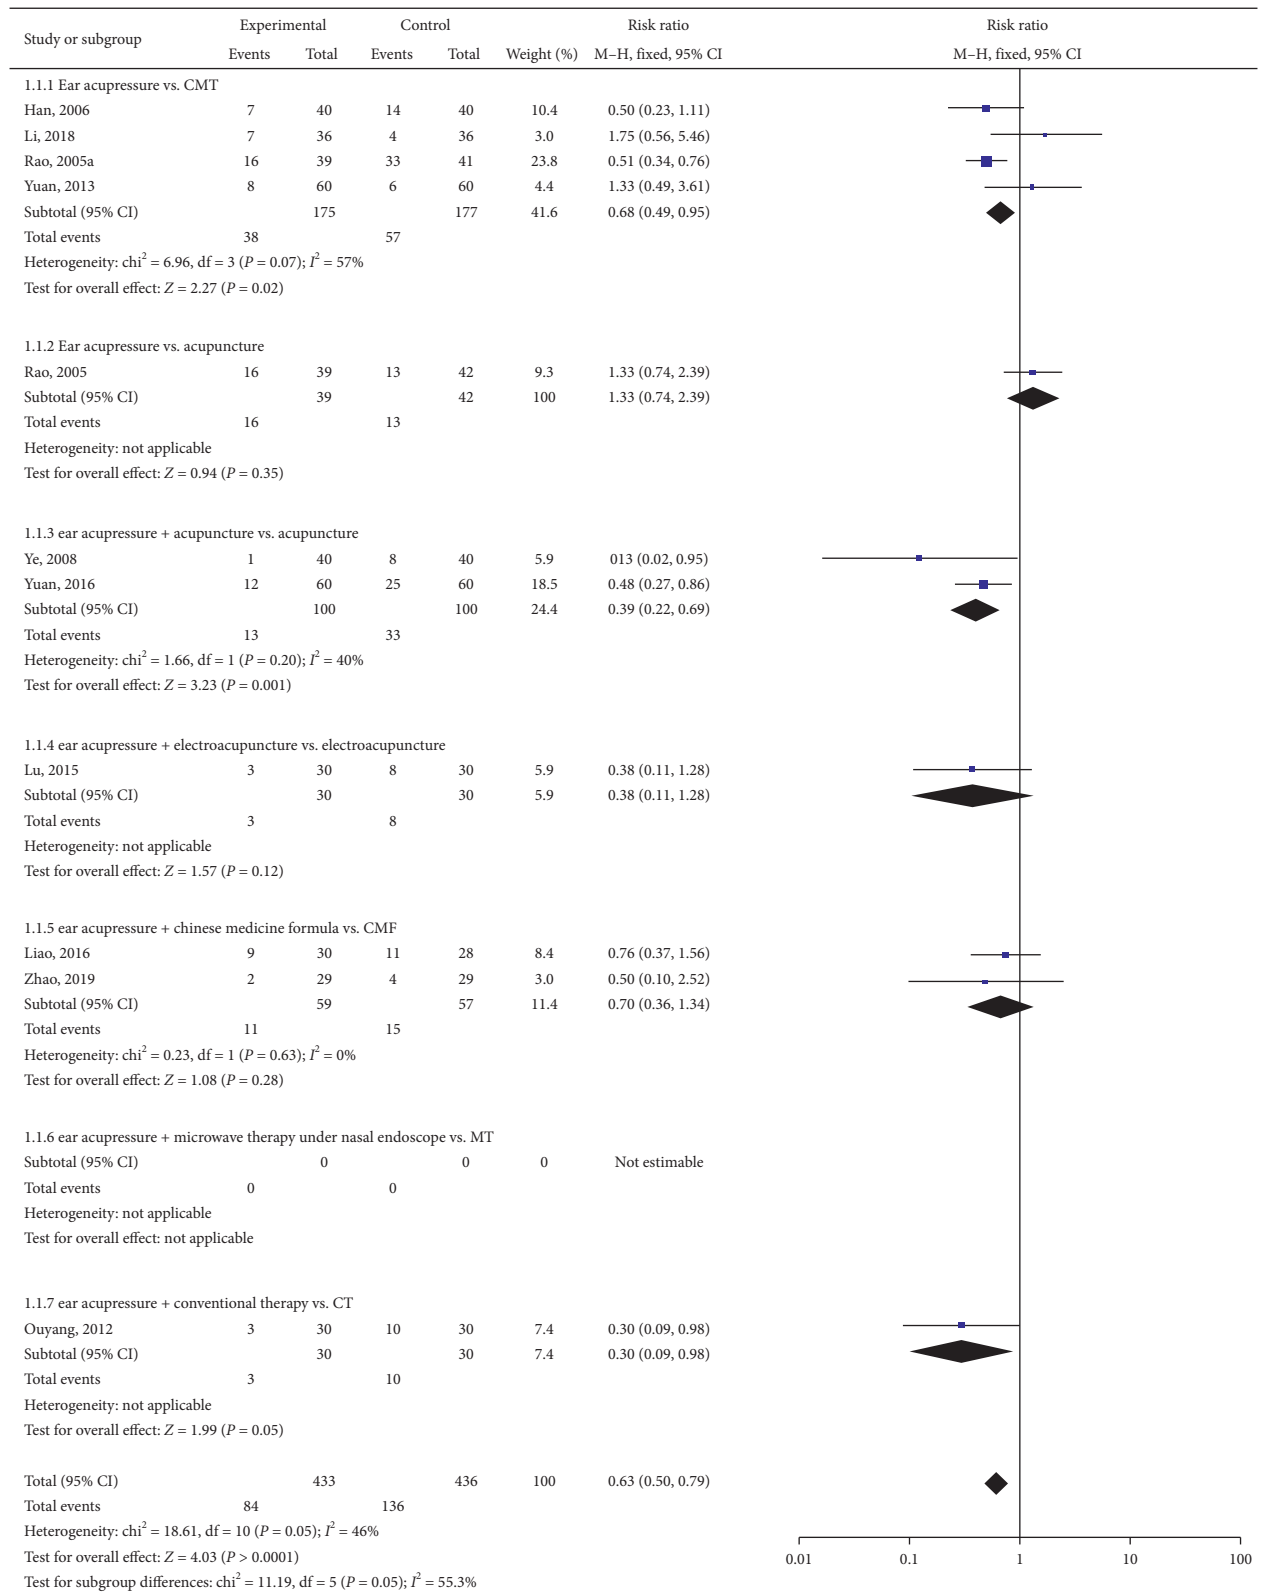 Study or subgroup Experimental Control Weight (%) Risk ratio Risk ratio
Events Total Events Total M–H, fixed, 95% CI M–H, fixed, 95% CI
1.1.1 Ear acupressure vs. CMT
Han, 2006 7 40 14 40 10.4 0.50 (0.23, 1.11)
Li, 2018 7 36 4 36 3.0 1.75 (0.56, 5.46)
Rao, 2005a 16 39 33 41 23.8 0.51 (0.34, 0.76)
Yuan, 2013 8 60 6 60 4.4 1.33 (0.49, 3.61)
Subtotal (95% CI) 175 177 41.6 0.68 (0.49, 0.95)
Total events 38 57
Heterogeneity: chi² = 6.96, df = 3 (P = 0.07); I² = 57%
Test for overall effect: Z = 2.27 (P = 0.02)
1.1.2 Ear acupressure vs. acupuncture
Rao, 2005 16 39 13 42 9.3 1.33 (0.74, 2.39)
Subtotal (95% CI) 39 42 100 1.33 (0.74, 2.39)
Total events 16 13
Heterogeneity: not applicable
Test for overall effect: Z = 0.94 (P = 0.35)
1.1.3 ear acupressure + acupuncture vs. acupuncture
Ye, 2008 1 40 8 40 5.9 013 (0.02, 0.95)
Yuan, 2016 12 60 25 60 18.5 0.48 (0.27, 0.86)
Subtotal (95% CI) 100 100 24.4 0.39 (0.22, 0.69)
Total events 13 33
Heterogeneity: chi² = 1.66, df = 1 (P = 0.20); I² = 40%
Test for overall effect: Z = 3.23 (P = 0.001)
1.1.4 ear acupressure + electroacupuncture vs. electroacupuncture
Lu, 2015 3 30 8 30 5.9 0.38 (0.11, 1.28)
Subtotal (95% CI) 30 30 5.9 0.38 (0.11, 1.28)
Total events 3 8
Heterogeneity: not applicable
Test for overall effect: Z = 1.57 (P = 0.12)
1.1.5 ear acupressure + chinese medicine formula vs. CMF
Liao, 2016 9 30 11 28 8.4 0.76 (0.37, 1.56)
Zhao, 2019 2 29 4 29 3.0 0.50 (0.10, 2.52)
Subtotal (95% CI) 59 57 11.4 0.70 (0.36, 1.34)
Total events 11 15
Heterogeneity: chi² = 0.23, df = 1 (P = 0.63); I² = 0%
Test for overall effect: Z = 1.08 (P = 0.28)
1.1.6 ear acupressure + microwave therapy under nasal endoscope vs. MT
Subtotal (95% CI) 0 0 0 Not estimable
Total events 0 0
Heterogeneity: not applicable
Test for overall effect: not applicable
1.1.7 ear acupressure + conventional therapy vs. CT
Ouyang, 2012 3 30 10 30 7.4 0.30 (0.09, 0.98)
Subtotal (95% CI) 30 30 7.4 0.30 (0.09, 0.98)
Total events 3 10
Heterogeneity: not applicable
Test for overall effect: Z = 1.99 (P = 0.05)
Total (95% CI) 433 436 100 0.63 (0.50, 0.79)
Total events 84 136
Heterogeneity: chi² = 18.61, df = 10 (P = 0.05); I² = 46%
Test for overall effect: Z = 4.03 (P > 0.0001)
Test for subgroup differences: chi² = 11.19, df = 5 (P = 0.05); I² = 55.3%
0.01 0.1 1 10 100